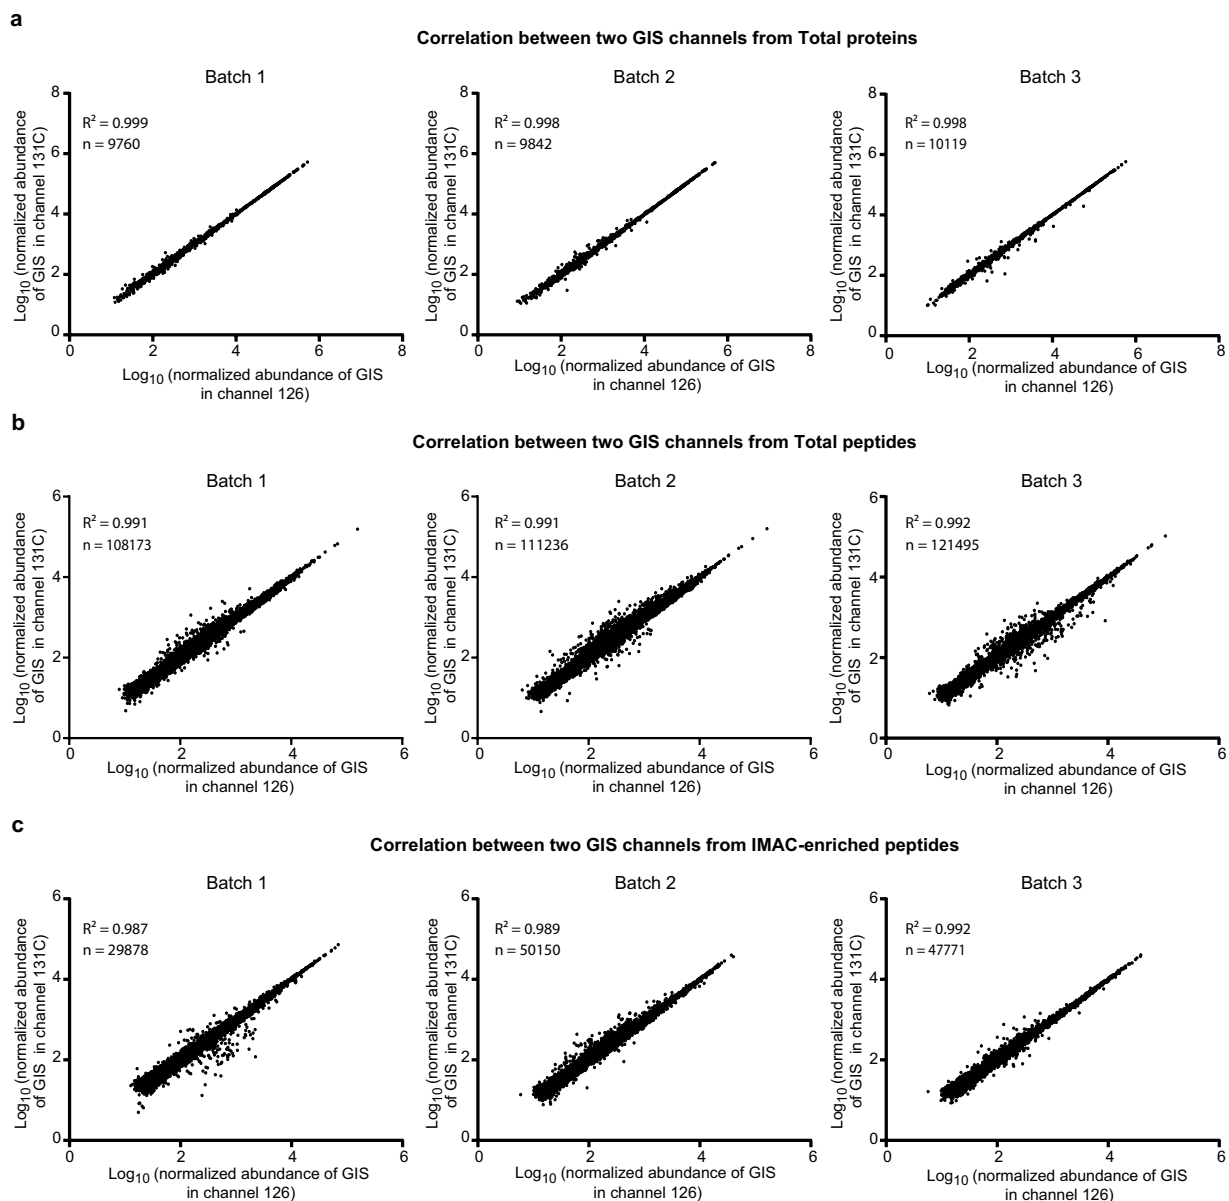 a
Correlation between two GIS channels from Total proteins
Batch 1
Log10 (normalized abundance
of GIS in channel 131C)
8
6
4
2
0
R² = 0.999
n = 9760
0 2 4 6 8
Log10 (normalized abundance of GIS
in channel 126)
Batch 2
Log10 (normalized abundance
of GIS in channel 131C)
8
6
4
2
0
R² = 0.998
n = 9842
0 2 4 6 8
Log10 (normalized abundance of GIS
in channel 126)
Batch 3
Log10 (normalized abundance
of GIS in channel 131C)
8
6
4
2
0
R² = 0.998
n = 10119
0 2 4 6 8
Log10 (normalized abundance of GIS
in channel 126)
b
Correlation between two GIS channels from Total peptides
Batch 1
Log10 (normalized abundance
of GIS in channel 131C)
6
4
2
0
R² = 0.991
n = 108173
0 2 4 6
Log10 (normalized abundance of GIS
in channel 126)
Batch 2
Log10 (normalized abundance
of GIS in channel 131C)
6
4
2
0
R² = 0.991
n = 111236
0 2 4 6
Log10 (normalized abundance of GIS
in channel 126)
Batch 3
Log10 (normalized abundance
of GIS in channel 131C)
6
4
2
0
R² = 0.992
n = 121495
0 2 4 6
Log10 (normalized abundance of GIS
in channel 126)
c
Correlation between two GIS channels from IMAC-enriched peptides
Batch 1
Log10 (normalized abundance
of GIS in channel 131C)
6
4
2
0
R² = 0.987
n = 29878
0 2 4 6
Log10 (normalized abundance of GIS
in channel 126)
Batch 2
Log10 (normalized abundance
of GIS in channel 131C)
6
4
2
0
R² = 0.989
n = 50150
0 2 4 6
Log10 (normalized abundance of GIS
in channel 126)
Batch 3
Log10 (normalized abundance
of GIS in channel 131C)
6
4
2
0
R² = 0.992
n = 47771
0 2 4 6
Log10 (normalized abundance of GIS
in channel 126)